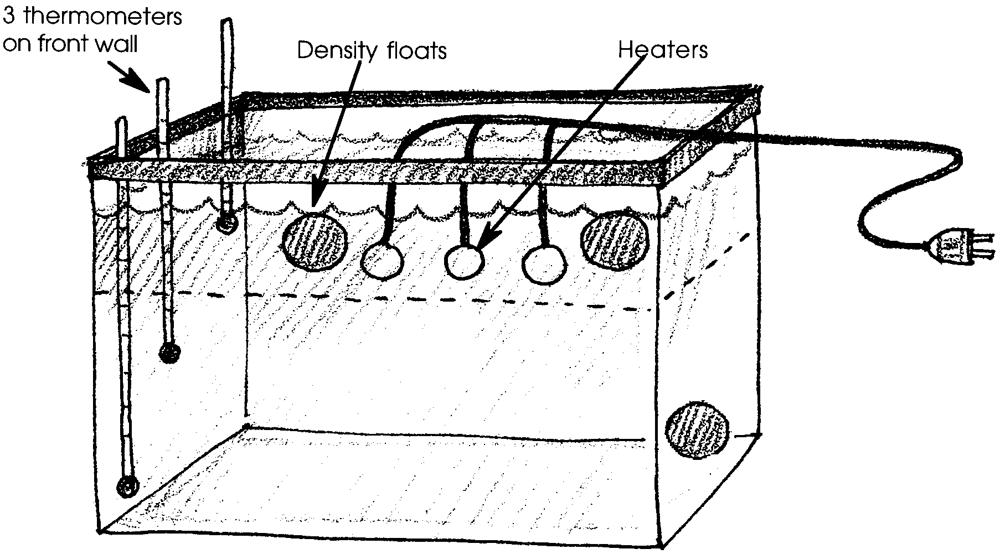 3 thermometers
on front wall
Density floats
Heaters